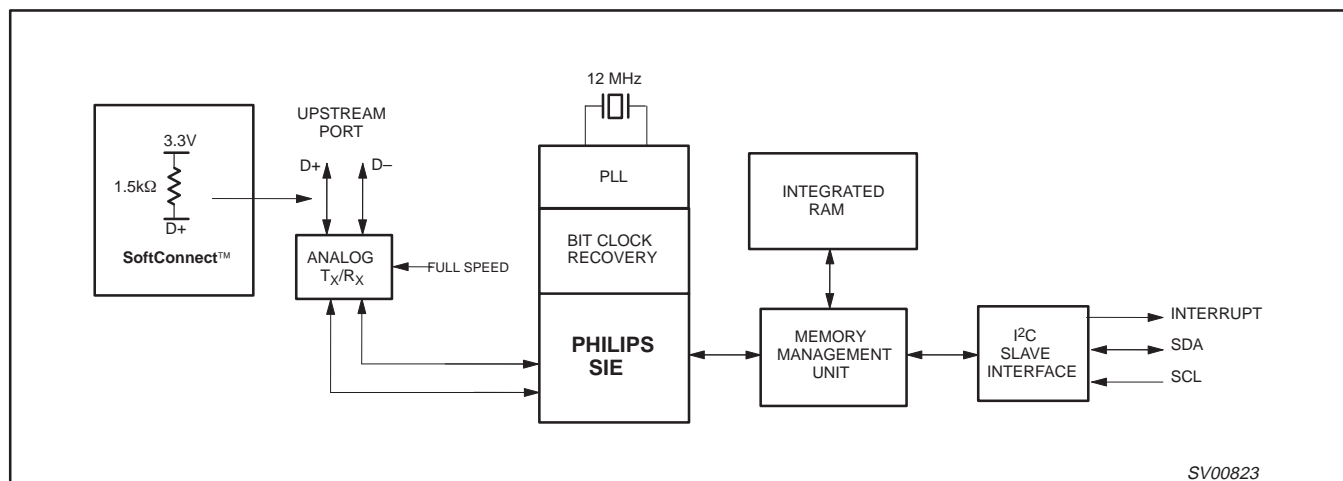 12 MHz
UPSTREAM
PORT
3.3V
1.5kΩ
D+
SoftConnect™
D+
D–
ANALOG
TX/RX
FULL SPEED
PLL
BIT CLOCK
RECOVERY
PHILIPS
SIE
INTEGRATED
RAM
MEMORY
MANAGEMENT
UNIT
I2C
SLAVE
INTERFACE
INTERRUPT
SDA
SCL
SV00823